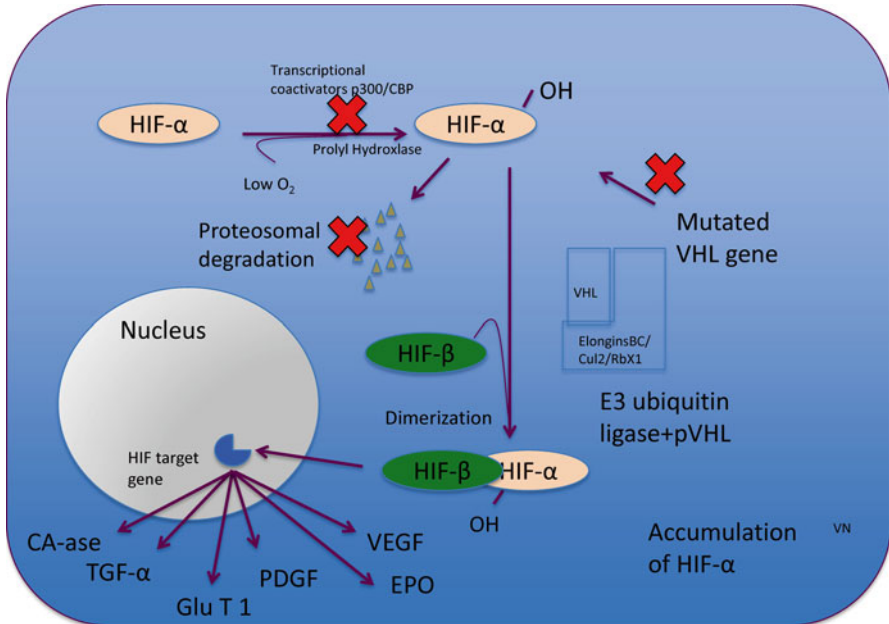 Transcriptional
coactivators p300/CBP
OH
HIF-α
HIF-α
Prolyl Hydroxlase
Low O₂
Mutated
VHL gene
Proteosomal
degradation
VHL
Nucleus
ElonginsBC/
Cul2/RbX1
HIF-β
E3 ubiquitin
ligase+pVHL
Dimerization
HIF target
gene
HIF-β
HIF-α
OH
CA-ase
TGF-α
Glu T 1
PDGF
VEGF
EPO
Accumulation
of HIF-α
VN